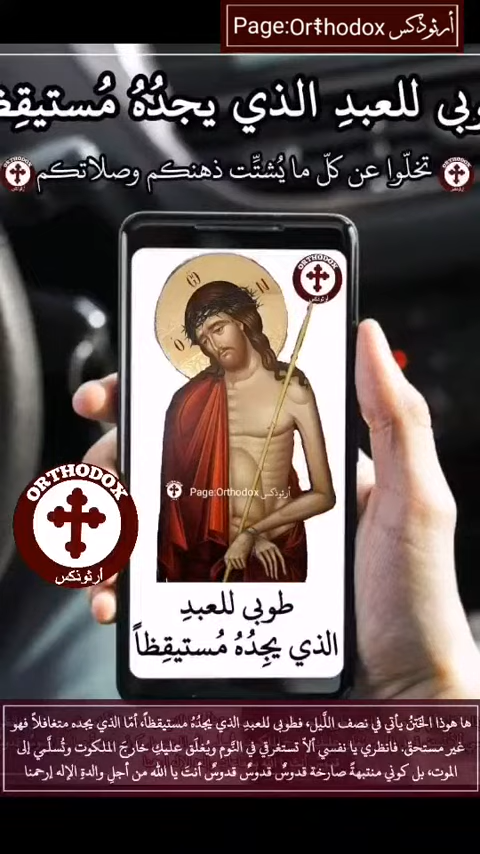 Page:Orthodox أرثوذكس
طوبى للعبدِ الذي يجدُهُ مُستيقِظ
تخلّوا عن كلّ ما يُشتِّت ذهنكم وصلاتكم
ORTHODOX
أرثوذكس
Page:Orthodox أرثوذكس
ORTHODOX
أرثوذكس
طوبى للعبدِ
الذي يجِدُهُ مُستيقِظاً
ها هوذا الخَتَنُ يأتي في نصف اللَّيل، فطوبى للعبدِ الذي يجدُهُ مستيقظاً، أمّا الذي يجده متغافلاً فهو
غير مستحقّ. فانظري يا نفسي ألاّ تستغرقي في النَّوم ويُغلَق عليكِ خارجَ الملكوت وتُسلَّمي إلى
الموت، بل كوني منتبهةً صارخة قدوسٌ قدوسٌ قدوسٌ أنتَ يا الله من أجلِ والدةِ الإله إرحمنا